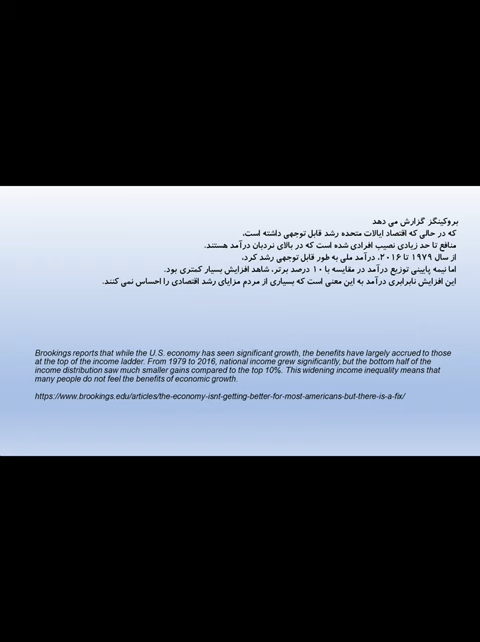 بروکینگز گزارش می دهد
که در حالی که اقتصاد ایالات متحده رشد قابل توجهی داشته است،
منافع تا حد زیادی نصیب افرادی شده است که در بالای نردبان درآمد هستند.
از سال ۱۹۷۹ تا ۲۰۱۶، درآمد ملی به طور قابل توجهی رشد کرد،
اما نیمه پایینی توزیع درآمد در مقایسه با ۱۰ درصد برتر، شاهد افزایش بسیار کمتری بود.
این افزایش نابرابری درآمد به این معنی است که بسیاری از مردم مزایای رشد اقتصادی را احساس نمی کنند.
Brookings reports that while the U.S. economy has seen significant growth, the benefits have largely accrued to those
at the top of the income ladder. From 1979 to 2016, national income grew significantly, but the bottom half of the
income distribution saw much smaller gains compared to the top 10%. This widening income inequality means that
many people do not feel the benefits of economic growth.
https://www.brookings.edu/articles/the-economy-isnt-getting-better-for-most-americans-but-there-is-a-fix/